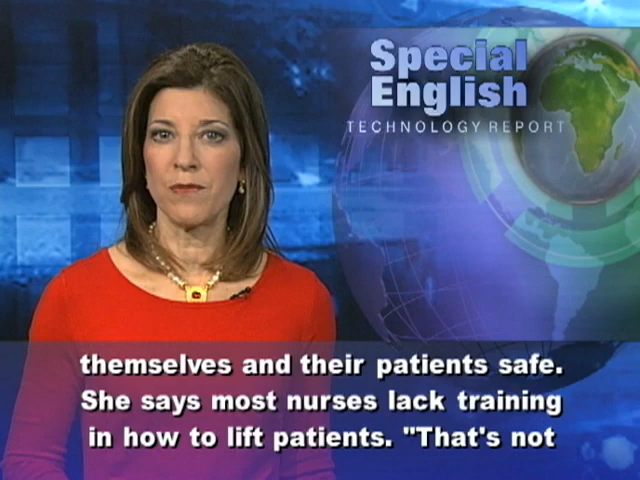 Special
English
TECHNOLOGY REPORT
themselves and their patients safe.
She says most nurses lack training
in how to lift patients. "That's not